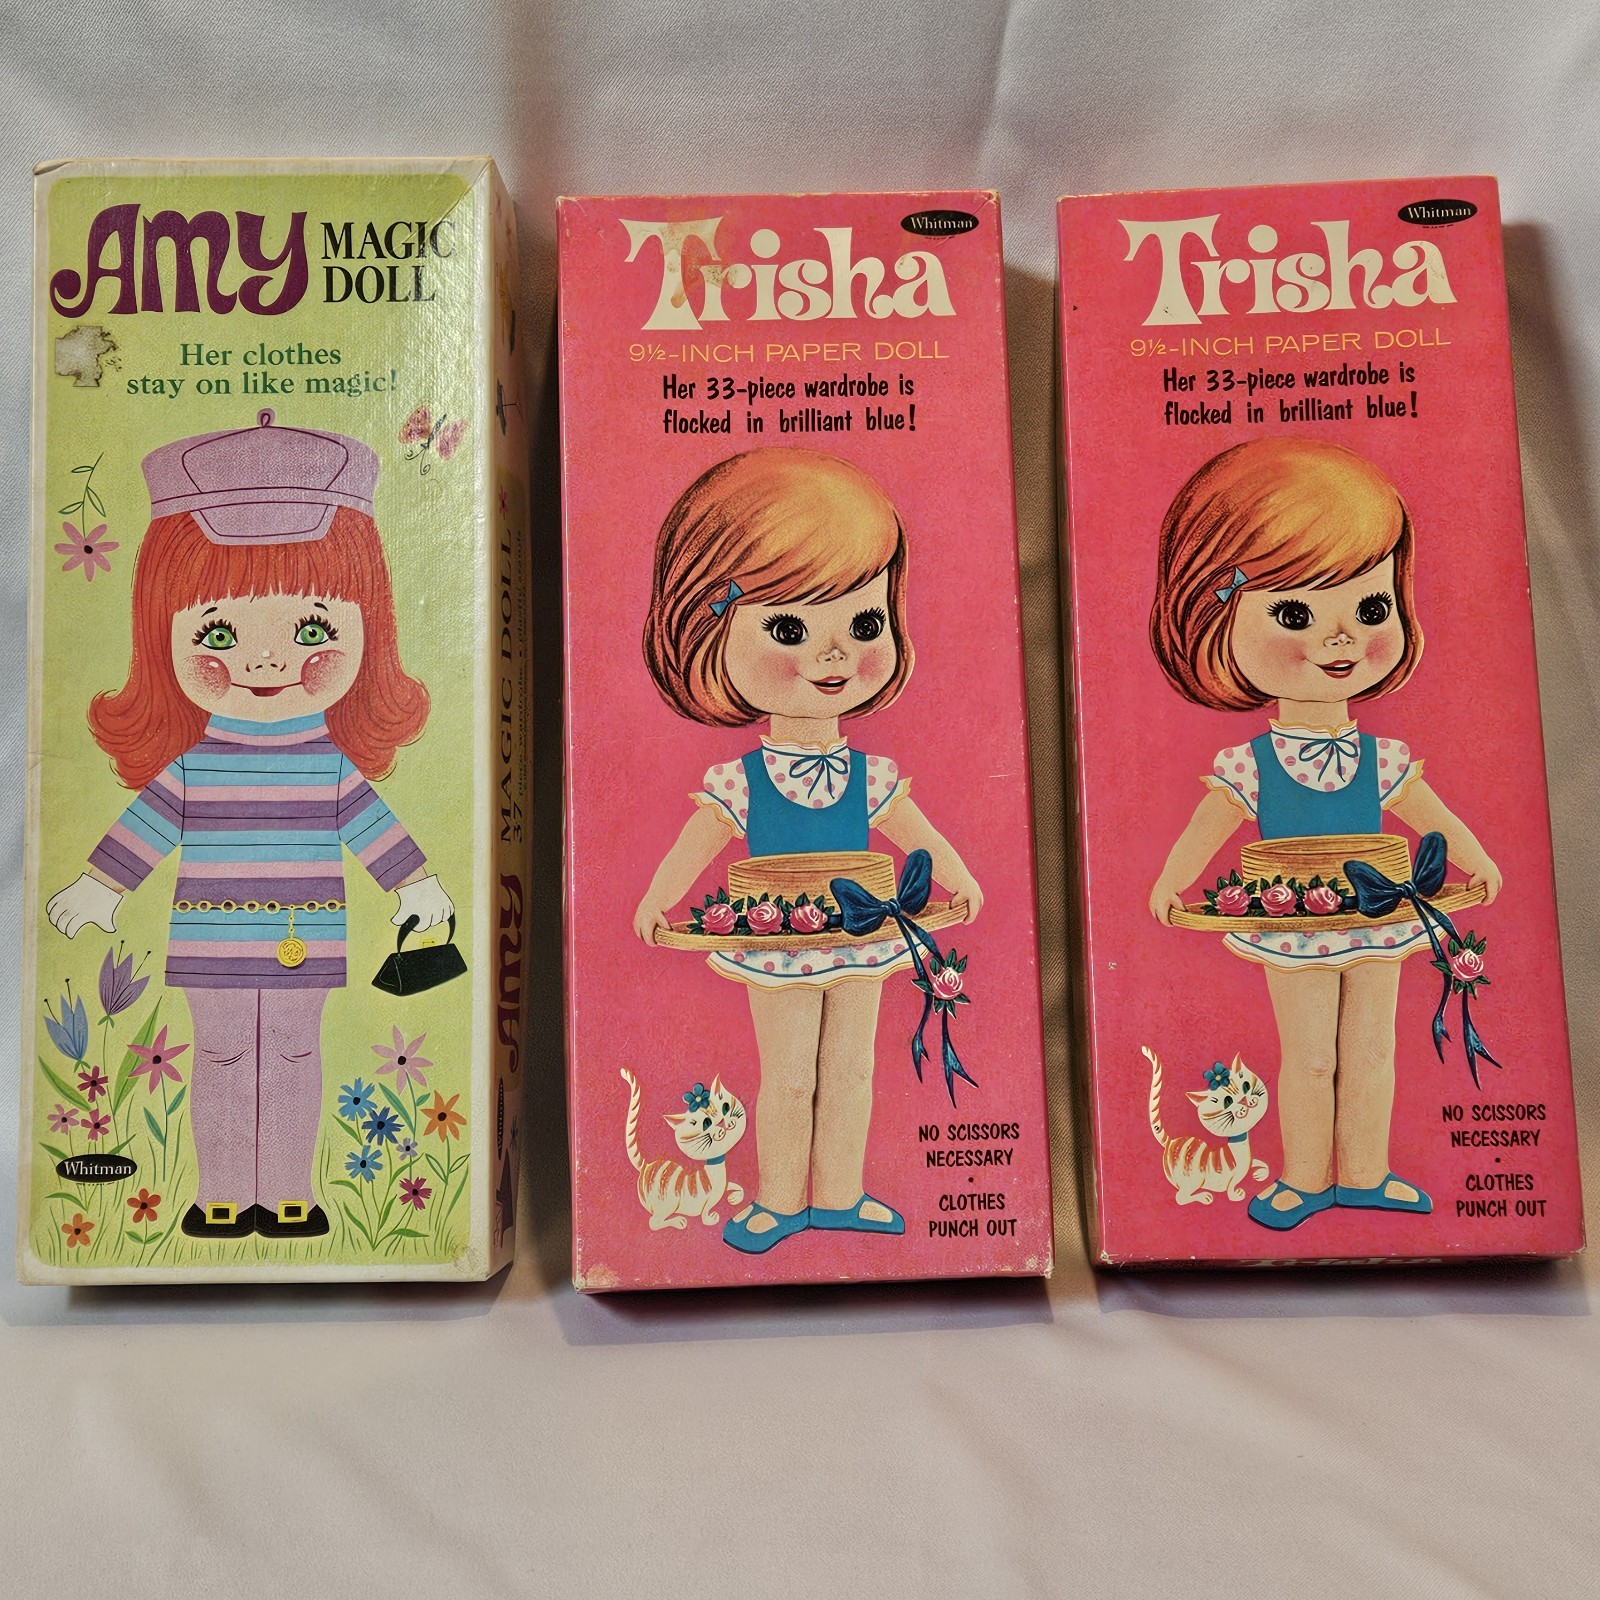 AMY MAGIC
DOLL
Her clothes
stay on like magic!
Whitman
AMY MAGIC DOLL
Whitman
Trisha
9½-INCH PAPER DOLL
Her 33-piece wardrobe is
flocked in brilliant blue!
NO SCISSORS
NECESSARY
•
CLOTHES
PUNCH OUT
Whitman
Trisha
9½-INCH PAPER DOLL
Her 33-piece wardrobe is
flocked in brilliant blue!
NO SCISSORS
NECESSARY
•
CLOTHES
PUNCH OUT
Trisha